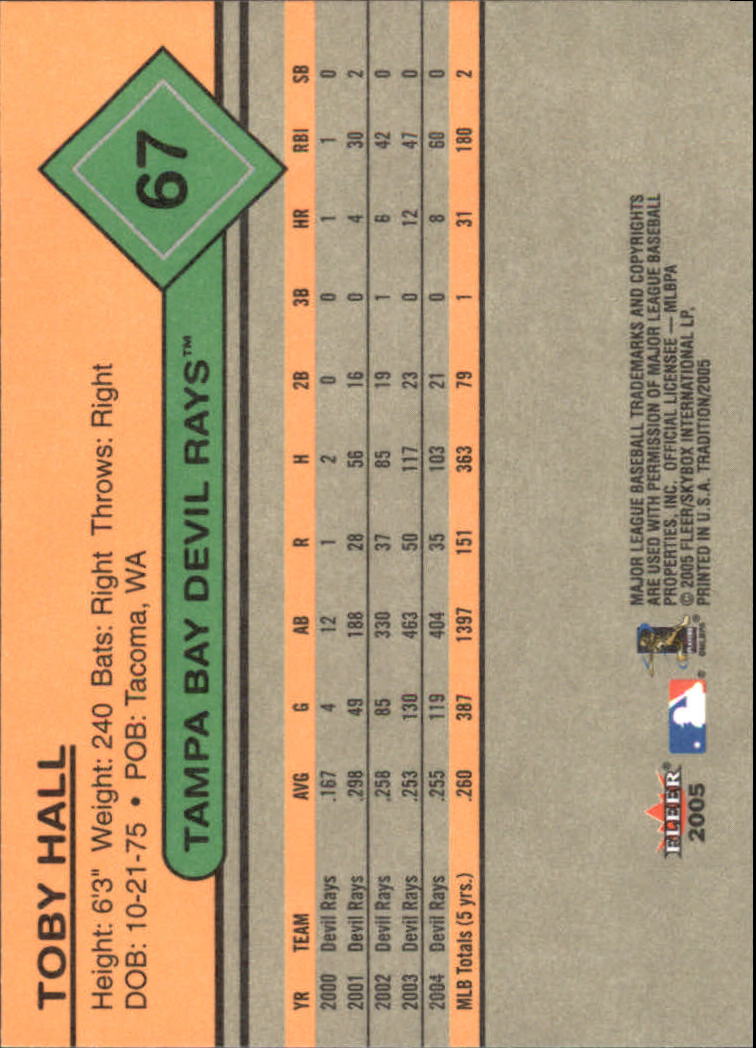 TOBY HALL
Height: 6'3" Weight: 240 Bats: Right Throws: Right
DOB: 10-21-75 • POB: Tacoma, WA
67
TAMPA BAY DEVIL RAYS™
YR TEAM AVG G AB R H 2B 3B HR RBI SB
2000 Devil Rays .167 4 12 1 2 0 0 1 1 0
2001 Devil Rays .298 49 188 28 56 16 0 4 30 2
2002 Devil Rays .258 85 330 37 85 19 1 6 42 0
2003 Devil Rays .253 130 463 50 117 23 0 12 47 0
2004 Devil Rays .255 119 404 35 103 21 0 8 60 0
MLB Totals (5 yrs.) .260 387 1397 151 363 79 1 31 180 2
MAJOR LEAGUE BASEBALL TRADEMARKS AND COPYRIGHTS
ARE USED WITH PERMISSION OF MAJOR LEAGUE BASEBALL
PROPERTIES, INC. OFFICIAL LICENSEE — MLBPA
© 2005 FLEER/SKYBOX INTERNATIONAL LP.
PRINTED IN U.S.A. TRADITION/2005
FLEER®
2005
®
©MLBPA